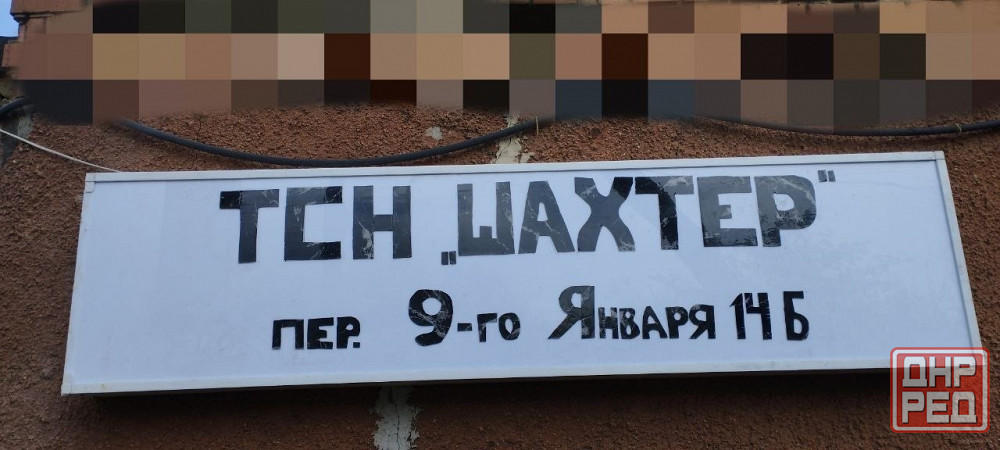 ТСН „ШАХТЕР"
ПЕР. 9-ГО ЯНВАРЯ 14 Б
ДНР
РЕД